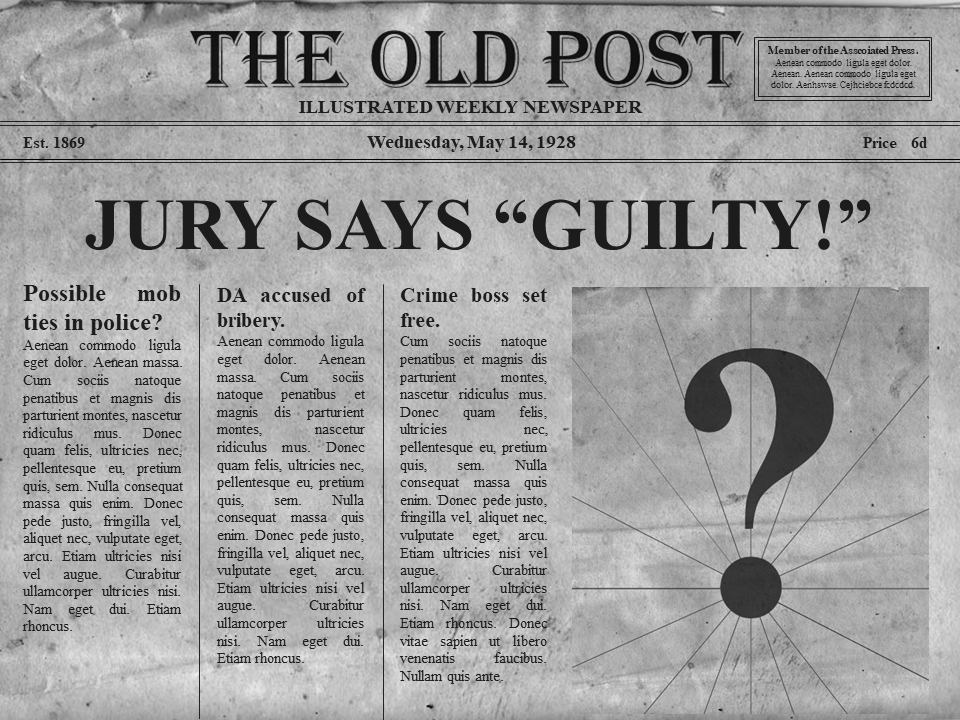 THE OLD POST
ILLUSTRATED WEEKLY NEWSPAPER
Member of the Asscoiated Press.
Aenean commodo ligula eget dolor.
Aenean. Aenean commodo ligula eget
dolor. Aenhswse. Cejhciebce fcdcdcd.
Est. 1869
Wednesday, May 14, 1928
Price 6d
JURY SAYS “GUILTY!”
Possible mob
ties in police?
Aenean commodo ligula
eget dolor. Aenean massa.
Cum sociis natoque
penatibus et magnis dis
parturient montes, nascetur
ridiculus mus. Donec
quam felis, ultricies nec,
pellentesque eu, pretium
quis, sem. Nulla consequat
massa quis enim. Donec
pede justo, fringilla vel,
aliquet nec, vulputate eget,
arcu. Etiam ultricies nisi
vel augue. Curabitur
ullamcorper ultricies nisi.
Nam eget dui. Etiam
rhoncus.
DA accused of
bribery.
Aenean commodo ligula
eget dolor. Aenean
massa. Cum sociis
natoque penatibus et
magnis dis parturient
montes, nascetur
ridiculus mus. Donec
quam felis, ultricies nec,
pellentesque eu, pretium
quis, sem. Nulla
consequat massa quis
enim. Donec pede justo,
fringilla vel, aliquet nec,
vulputate eget, arcu.
Etiam ultricies nisi vel
augue. Curabitur
ullamcorper ultricies
nisi. Nam eget dui.
Etiam rhoncus.
Crime boss set
free.
Cum sociis natoque
penatibus et magnis dis
parturient montes,
nascetur ridiculus mus.
Donec quam felis,
ultricies nec,
pellentesque eu, pretium
quis, sem. Nulla
consequat massa quis
enim. Donec pede justo,
fringilla vel, aliquet nec,
vulputate eget, arcu.
Etiam ultricies nisi vel
augue. Curabitur
ullamcorper ultricies
nisi. Nam eget dui.
Etiam rhoncus. Donec
vitae sapien ut libero
venenatis faucibus.
Nullam quis ante.
?